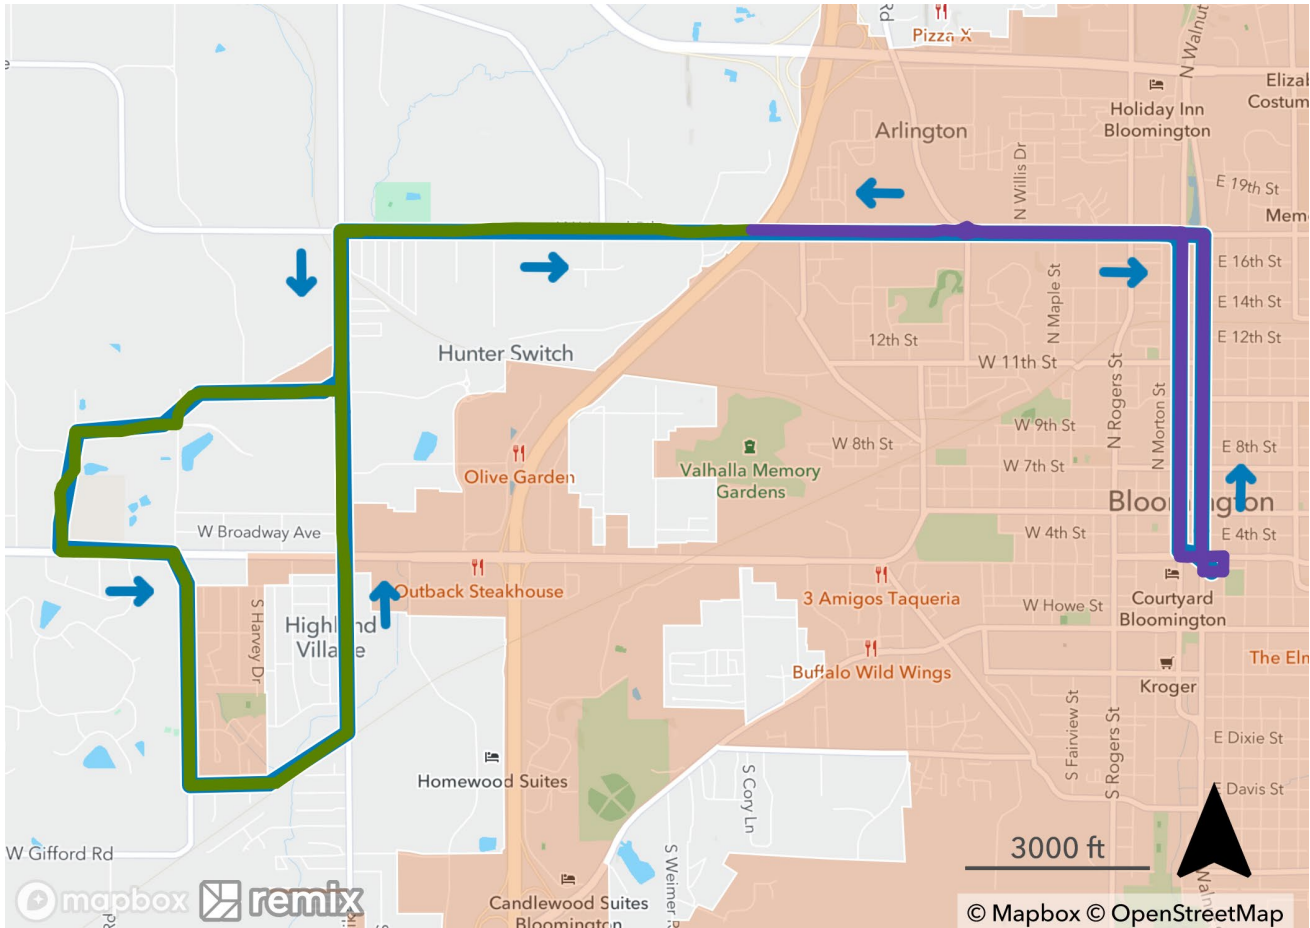 Rd
Pizza X
N Walnut
Elizab
Costum
Holiday Inn
Bloomington
Arlington
N Willis Dr
E 19th St
Mem
E 16th St
N Maple St
E 14th St
12th St
E 12th St
Hunter Switch
W 11th St
N Rogers St
N Morton St
W 9th St
W 8th St
E 8th St
Olive Garden
Valhalla Memory
Gardens
W 7th St
Bloomington
W Broadway Ave
W 4th St
E 4th St
Outback Steakhouse
3 Amigos Taqueria
Courtyard
Bloomington
W Howe St
S Harvey Dr
Highland
Village
Buffalo Wild Wings
The Elm
Kroger
S Fairview St
S Rogers St
E Dixie St
Homewood Suites
S Cory Ln
E Davis St
3000 ft
W Gifford Rd
S Weimer R
Walnu
mapbox
remix
Rd
S
Candlewood Suites
Bloomington
© Mapbox © OpenStreetMap